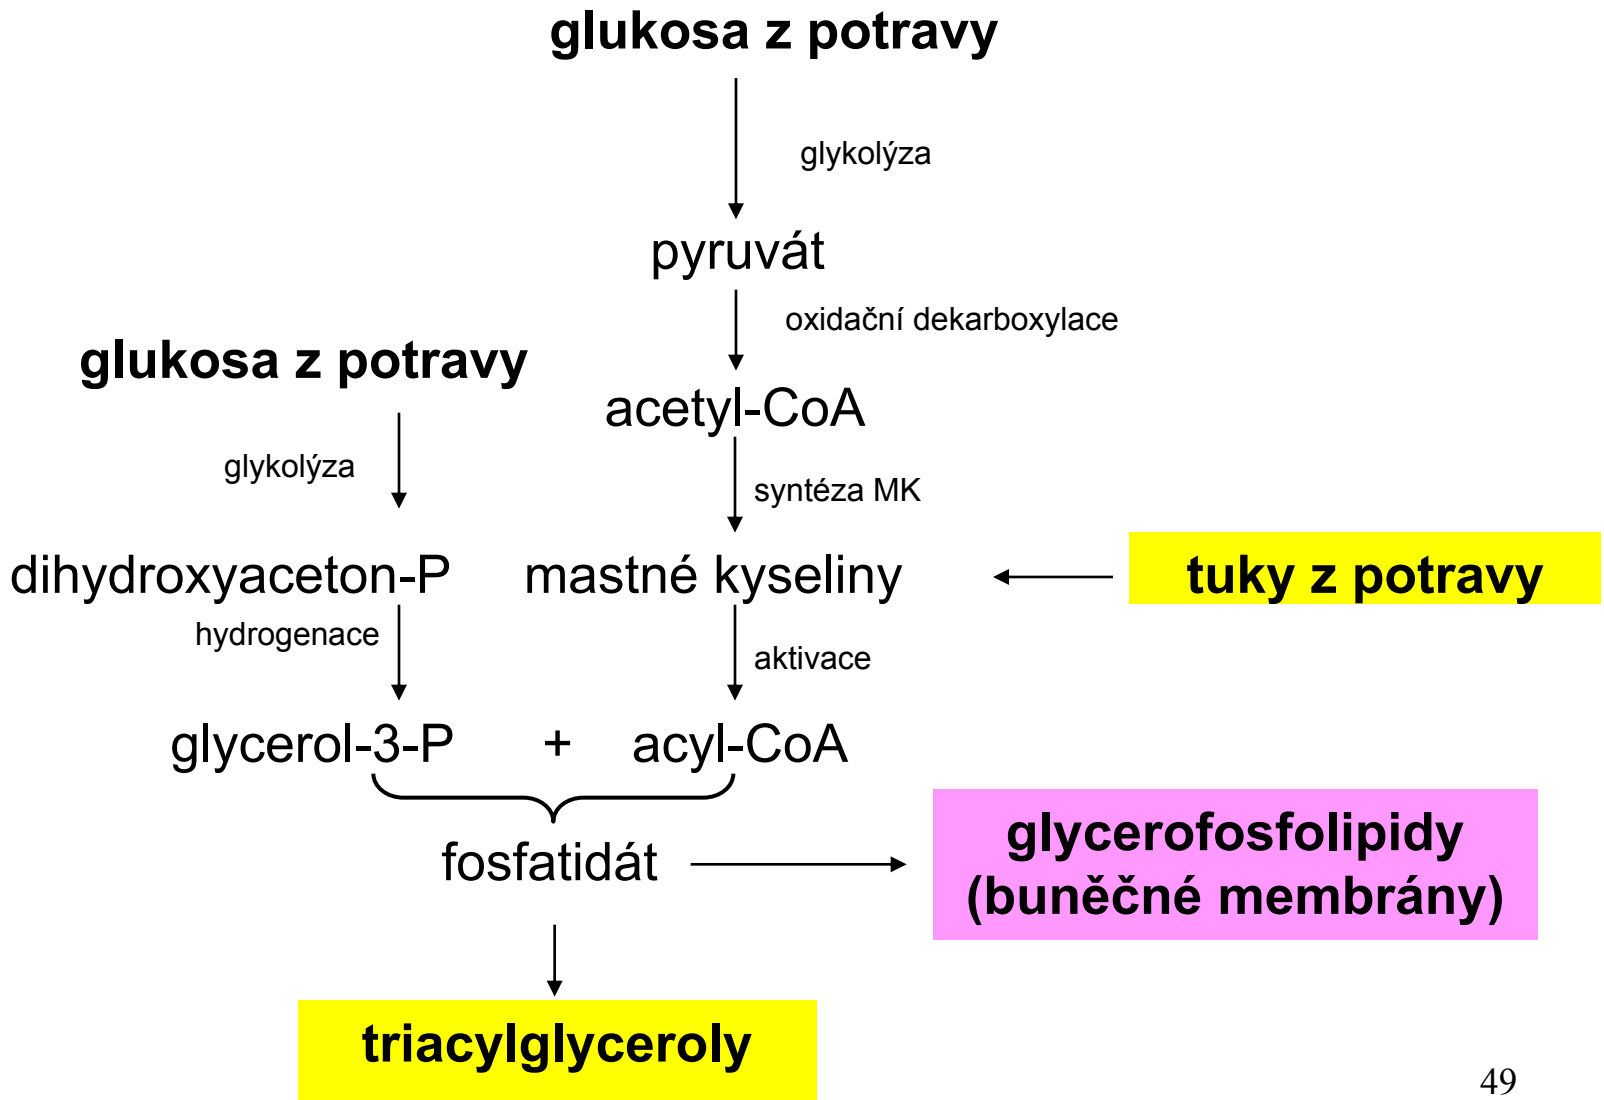 glukosa z potravy
glykolýza
pyruvát
oxidační dekarboxylace
glukosa z potravy
acetyl-CoA
glykolýza
syntéza MK
dihydroxyaceton-P
mastné kyseliny
tuky z potravy
hydrogenace
aktivace
glycerol-3-P + acyl-CoA
fosfatidát
glycerofosfolipidy
(buněčné membrány)
triacylglyceroly
49